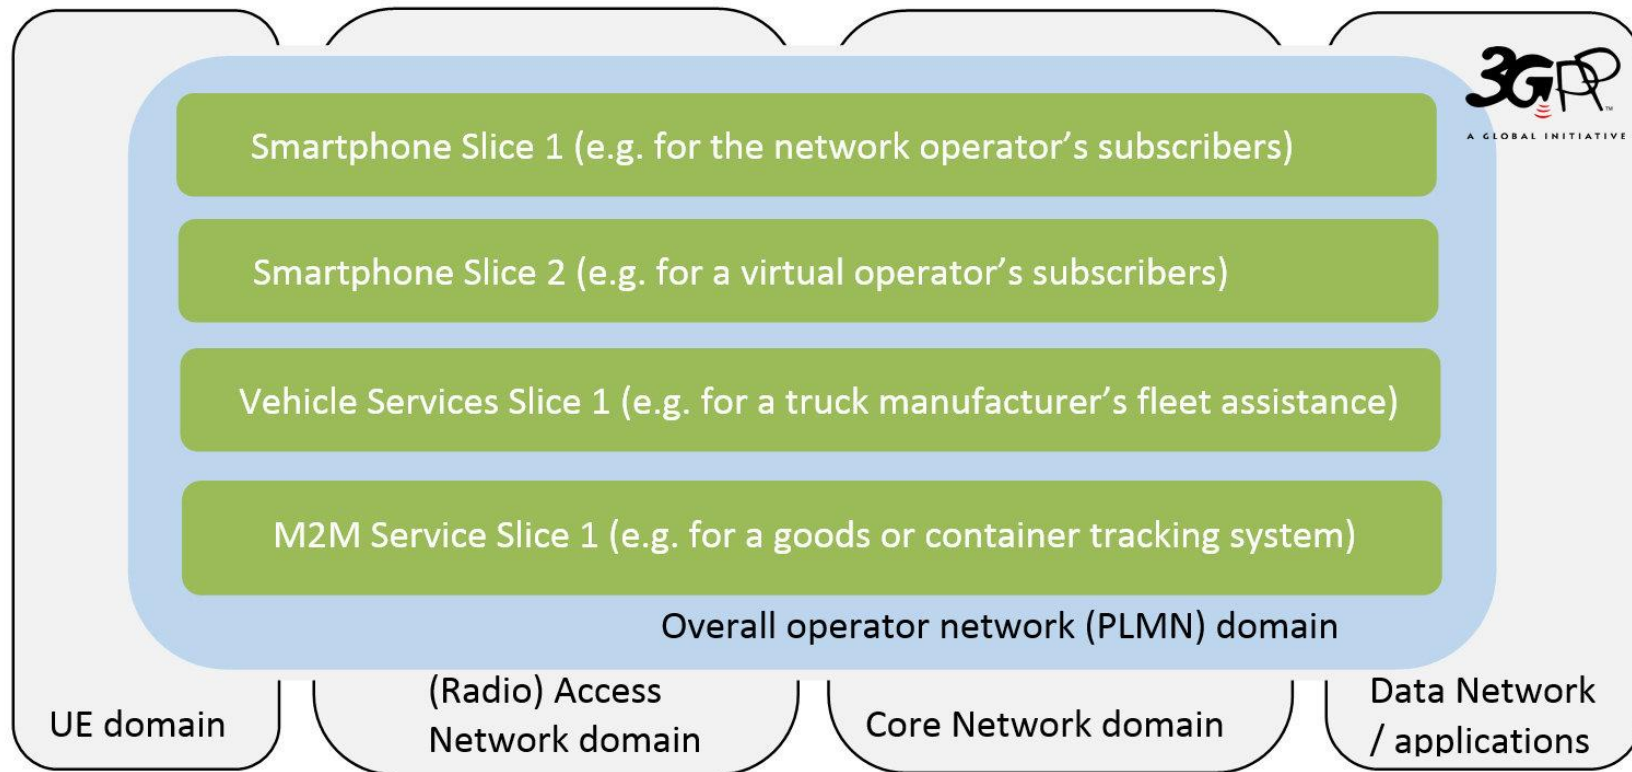 3GPP™
A GLOBAL INITIATIVE
Smartphone Slice 1 (e.g. for the network operator’s subscribers)
Smartphone Slice 2 (e.g. for a virtual operator’s subscribers)
Vehicle Services Slice 1 (e.g. for a truck manufacturer’s fleet assistance)
M2M Service Slice 1 (e.g. for a goods or container tracking system)
Overall operator network (PLMN) domain
UE domain
(Radio) Access
Network domain
Core Network domain
Data Network
/ applications